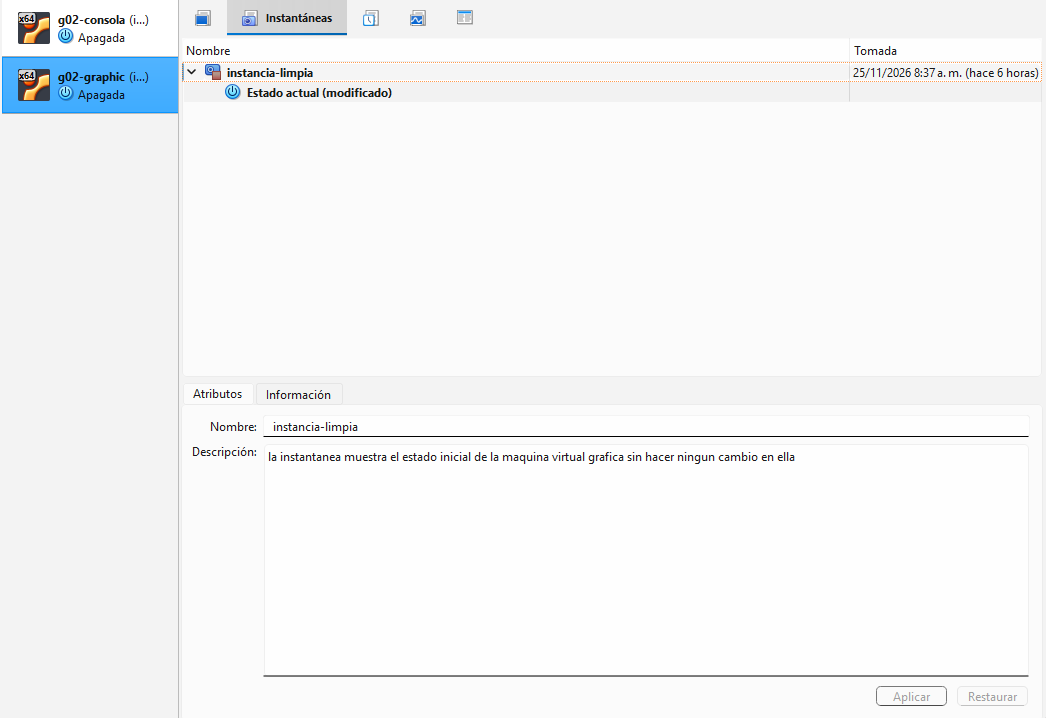 x64
g02-consola (i...)
Apagada
x64
g02-graphic (i...)
Apagada
Instantáneas
Nombre
Tomada
instancia-limpia
25/11/2026 8:37 a. m. (hace 6 horas)
Estado actual (modificado)
Atributos
Información
Nombre:
instancia-limpia
Descripción:
la instantanea muestra el estado inicial de la maquina virtual grafica sin hacer ningun cambio en ella
Aplicar
Restaurar